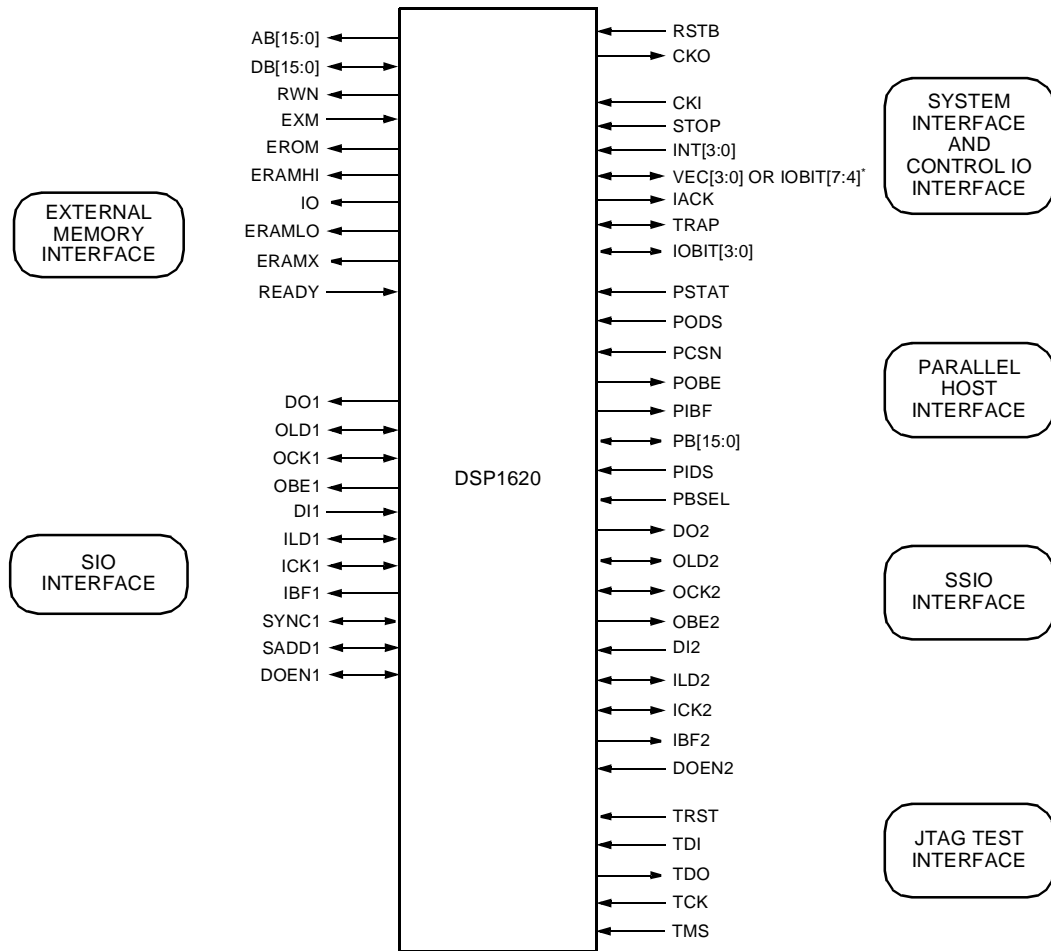 EXTERNAL
MEMORY
INTERFACE
SIO
INTERFACE
AB[15:0]
DB[15:0]
RWN
EXM
EROM
ERAMHI
IO
ERAMLO
ERAMX
READY
DO1
OLD1
OCK1
OBE1
DI1
ILD1
ICK1
IBF1
SYNC1
SADD1
DOEN1
DSP1620
RSTB
CKO
CKI
STOP
INT[3:0]
VEC[3:0] OR IOBIT[7:4]*
IACK
TRAP
IOBIT[3:0]
PSTAT
PODS
PCSN
POBE
PIBF
PB[15:0]
PIDS
PBSEL
DO2
OLD2
OCK2
OBE2
DI2
ILD2
ICK2
IBF2
DOEN2
TRST
TDI
TDO
TCK
TMS
SYSTEM
INTERFACE
AND
CONTROL IO
INTERFACE
PARALLEL
HOST
INTERFACE
SSIO
INTERFACE
JTAG TEST
INTERFACE